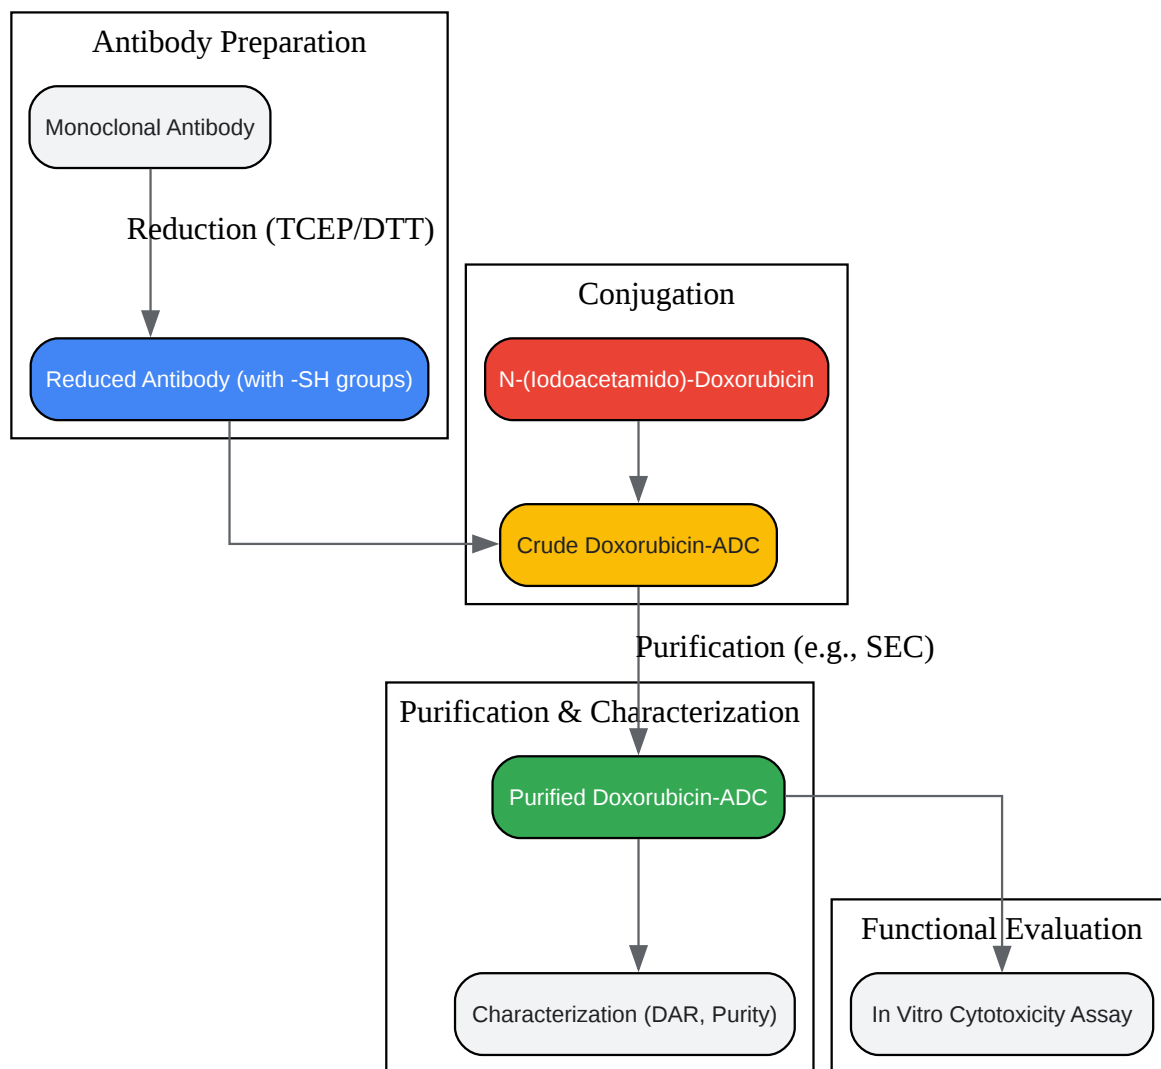 Antibody Preparation
Monoclonal Antibody
Reduction (TCEP/DTT)
Reduced Antibody (with -SH groups)
Conjugation
N-(Iodoacetamido)-Doxorubicin
Crude Doxorubicin-ADC
Purification (e.g., SEC)
Purification & Characterization
Purified Doxorubicin-ADC
Characterization (DAR, Purity)
Functional Evaluation
In Vitro Cytotoxicity Assay